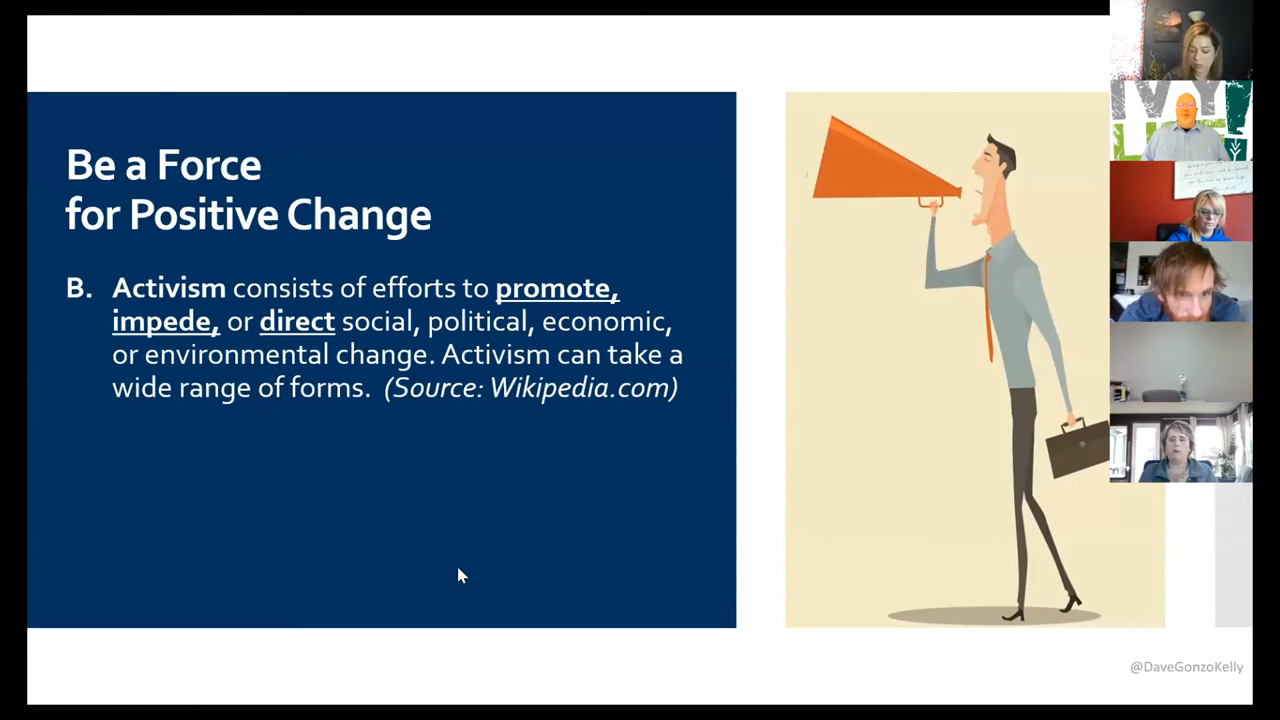 Be a Force
for Positive Change
B. Activism consists of efforts to promote,
impede, or direct social, political, economic,
or environmental change. Activism can take a
wide range of forms. (Source: Wikipedia.com)
@DaveGonzoKelly